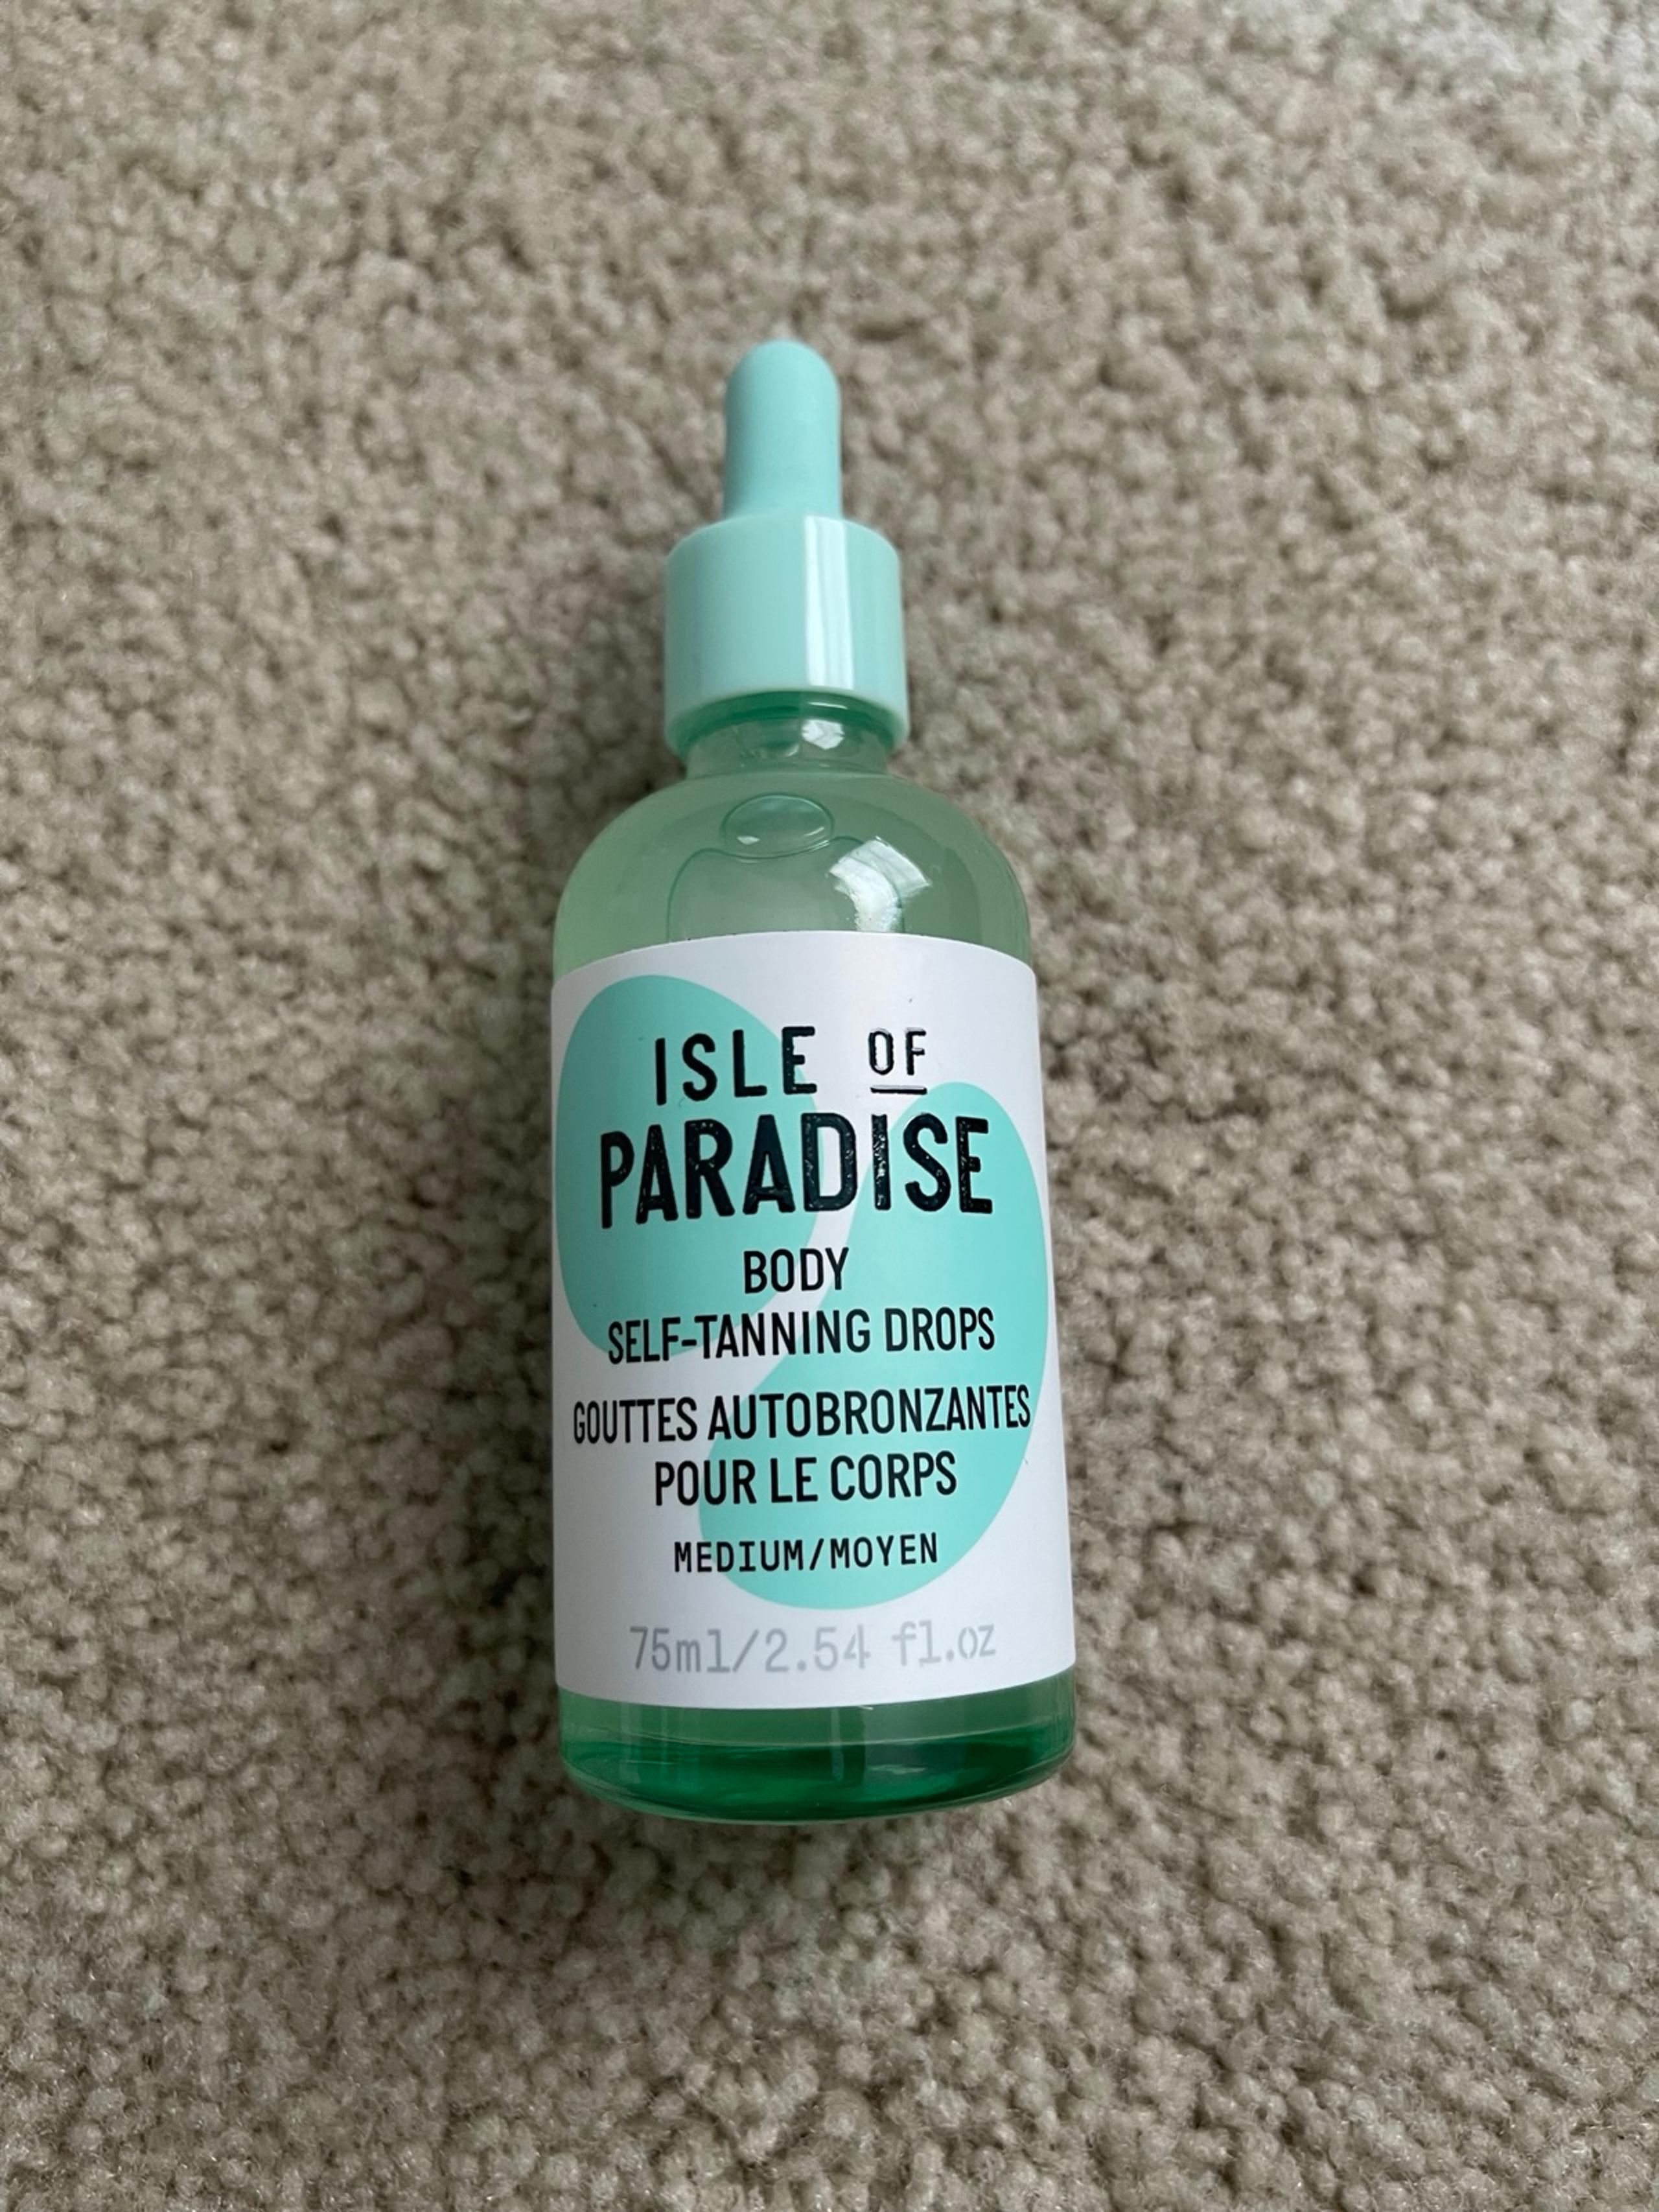 ISLE OF
PARADISE
BODY
SELF-TANNING DROPS
GOUTTES AUTOBRONZANTES
POUR LE CORPS
MEDIUM/MOYEN
75ml/2.54 fl.oz